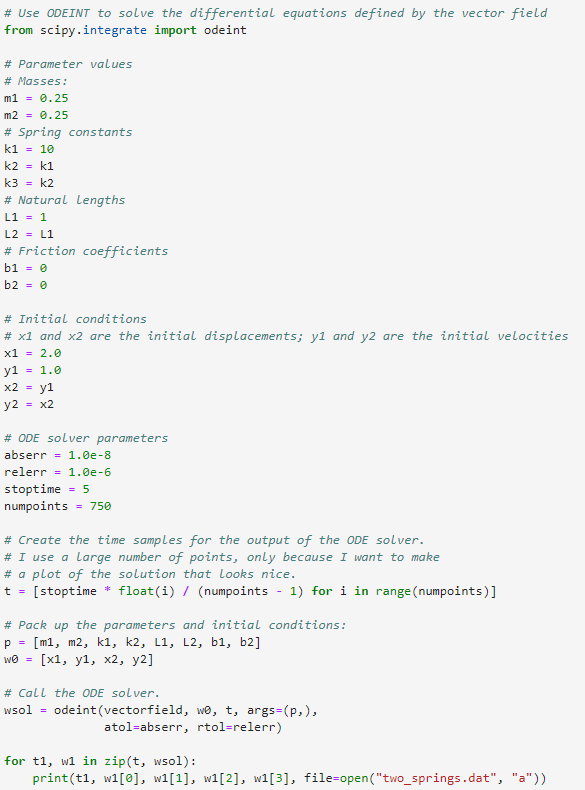 # Use ODEINT to solve the differential equations defined by the vector field
from scipy.integrate import odeint

# Parameter values
# Masses:
m1 = 0.25
m2 = 0.25
# Spring constants
k1 = 10
k2 = k1
k3 = k2
# Natural lengths
L1 = 1
L2 = L1
# Friction coefficients
b1 = 0
b2 = 0

# Initial conditions
# x1 and x2 are the initial displacements; y1 and y2 are the initial velocities
x1 = 2.0
y1 = 1.0
x2 = y1
y2 = x2

# ODE solver parameters
abserr = 1.0e-8
relerr = 1.0e-6
stoptime = 5
numpoints = 750

# Create the time samples for the output of the ODE solver.
# I use a large number of points, only because I want to make
# a plot of the solution that looks nice.
t = [stoptime * float(i) / (numpoints - 1) for i in range(numpoints)]

# Pack up the parameters and initial conditions:
p = [m1, m2, k1, k2, L1, L2, b1, b2]
w0 = [x1, y1, x2, y2]

# Call the ODE solver.
wsol = odeint(vectorfield, w0, t, args=(p,),
              atol=abserr, rtol=relerr)

for t1, w1 in zip(t, wsol):
    print(t1, w1[0], w1[1], w1[2], w1[3], file=open("two_springs.dat", "a"))